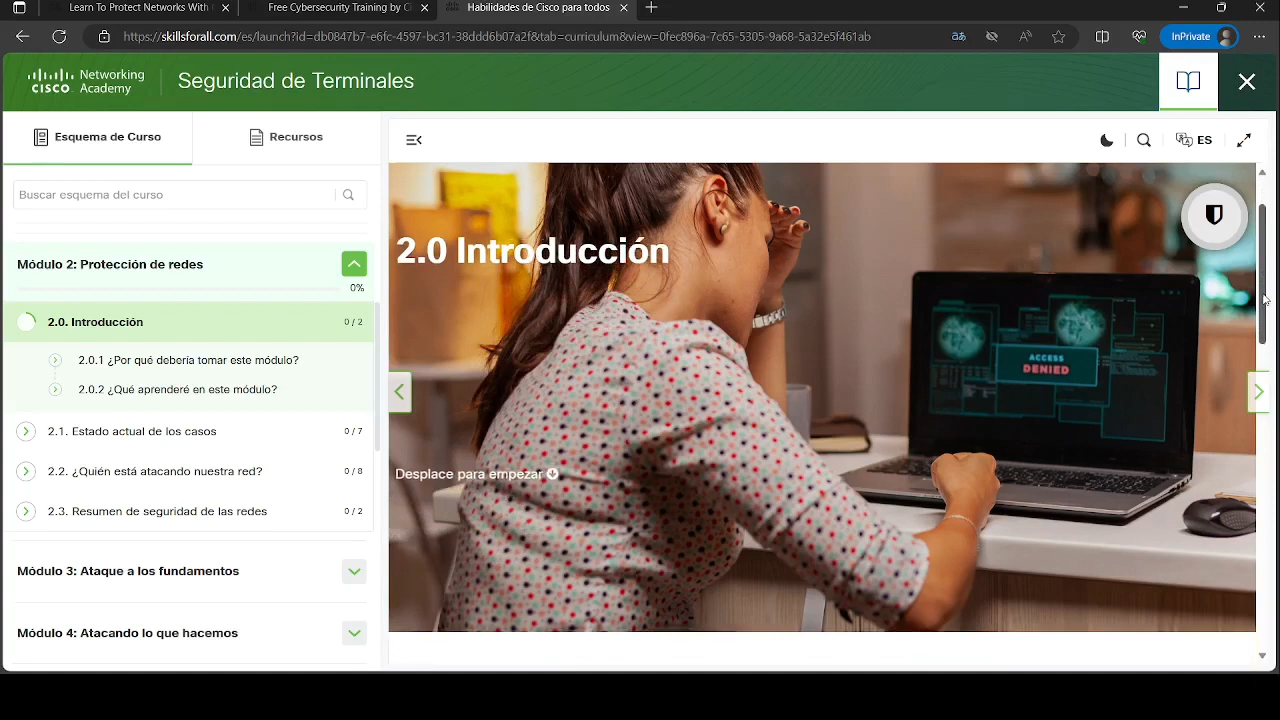 Learn To Protect Networks With
Free Cybersecurity Training by
Habilidades de Cisco para todos
https://skillsforall.com/es/launch?id=db0847b7-e6fc-4597-bc31-38ddd6b07a2f&tab=curriculum&view=0fec896a-7c65-5305-9a68-5a32e5f461ab
InPrivate
CISCO
Networking
Academy
Seguridad de Terminales
Esquema de Curso
Recursos
ES
Buscar esquema del curso
Módulo 2: Protección de redes
0%
2.0. Introducción
0 / 2
2.0.1 ¿Por qué debería tomar este módulo?
2.0.2 ¿Qué aprenderé en este módulo?
2.1. Estado actual de los casos
0 / 7
2.2. ¿Quién está atacando nuestra red?
0 / 8
2.3. Resumen de seguridad de las redes
0 / 2
Módulo 3: Ataque a los fundamentos
Módulo 4: Atacando lo que hacemos
2.0 Introducción
ACCESS
DENIED
Desplace para empezar